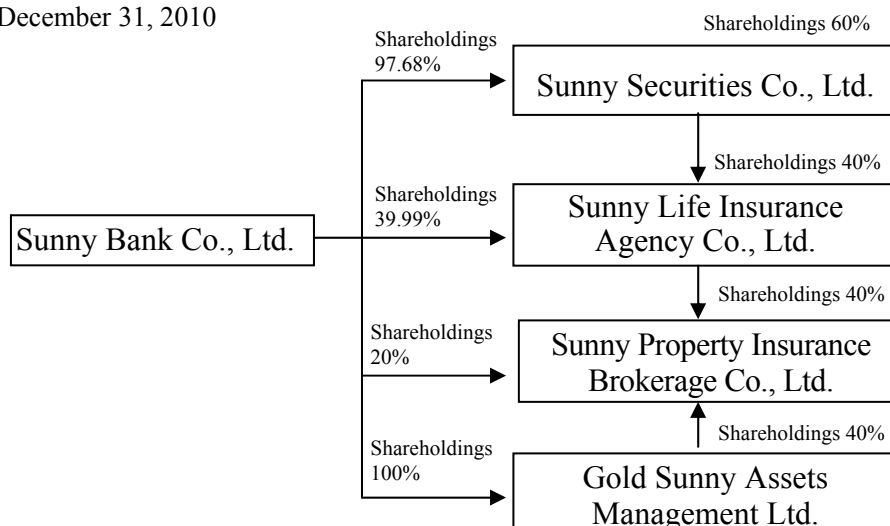 December 31, 2010
Shareholdings 60%
Shareholdings
97.68%
Sunny Securities Co., Ltd.
Shareholdings 40%
Shareholdings
39.99%
Sunny Life Insurance
Agency Co., Ltd.
Sunny Bank Co., Ltd.
Shareholdings 40%
Shareholdings
20%
Sunny Property Insurance
Brokerage Co., Ltd.
Shareholdings 40%
Shareholdings
100%
Gold Sunny Assets
Management Ltd.